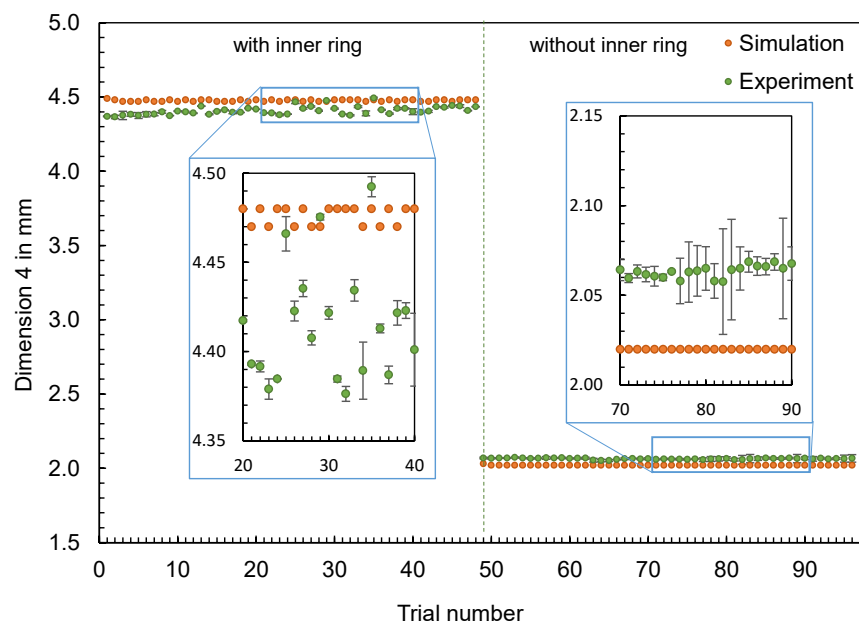 5.0
4.5
4.0
3.5
3.0
2.5
2.0
1.5
Dimension 4 in mm
with inner ring
without inner ring
Simulation
Experiment
4.50
4.45
4.40
4.35
20 30 40
2.15
2.10
2.05
2.00
70 80 90
0 10 20 30 40 50 60 70 80 90
Trial number